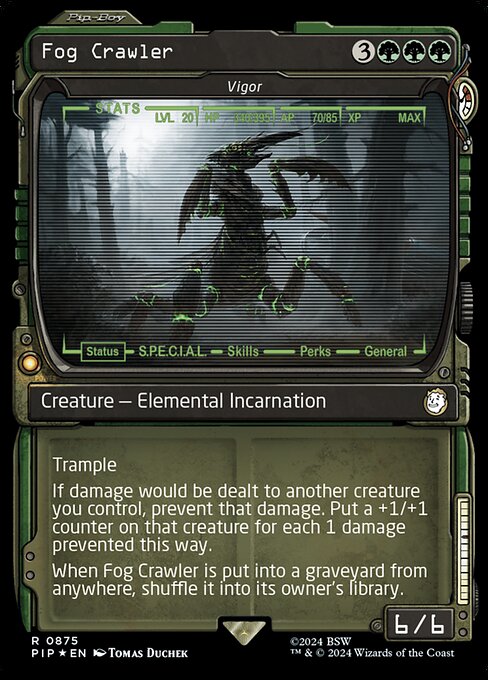 Pip-Boy
Fog Crawler 3
Vigor
STATS LVL 20 HP AP 70/85 XP MAX
Status S.P.E.C.I.A.L. Skills Perks General
Creature — Elemental Incarnation
Trample
If damage would be dealt to another creature
you control, prevent that damage. Put a +1/+1
counter on that creature for each 1 damage
prevented this way.
When Fog Crawler is put into a graveyard from
anywhere, shuffle it into its owner's library.
6/6
R 0875
PIP ★ EN Tomas Duchek
©2024 BSW
™ & © 2024 Wizards of the Coast